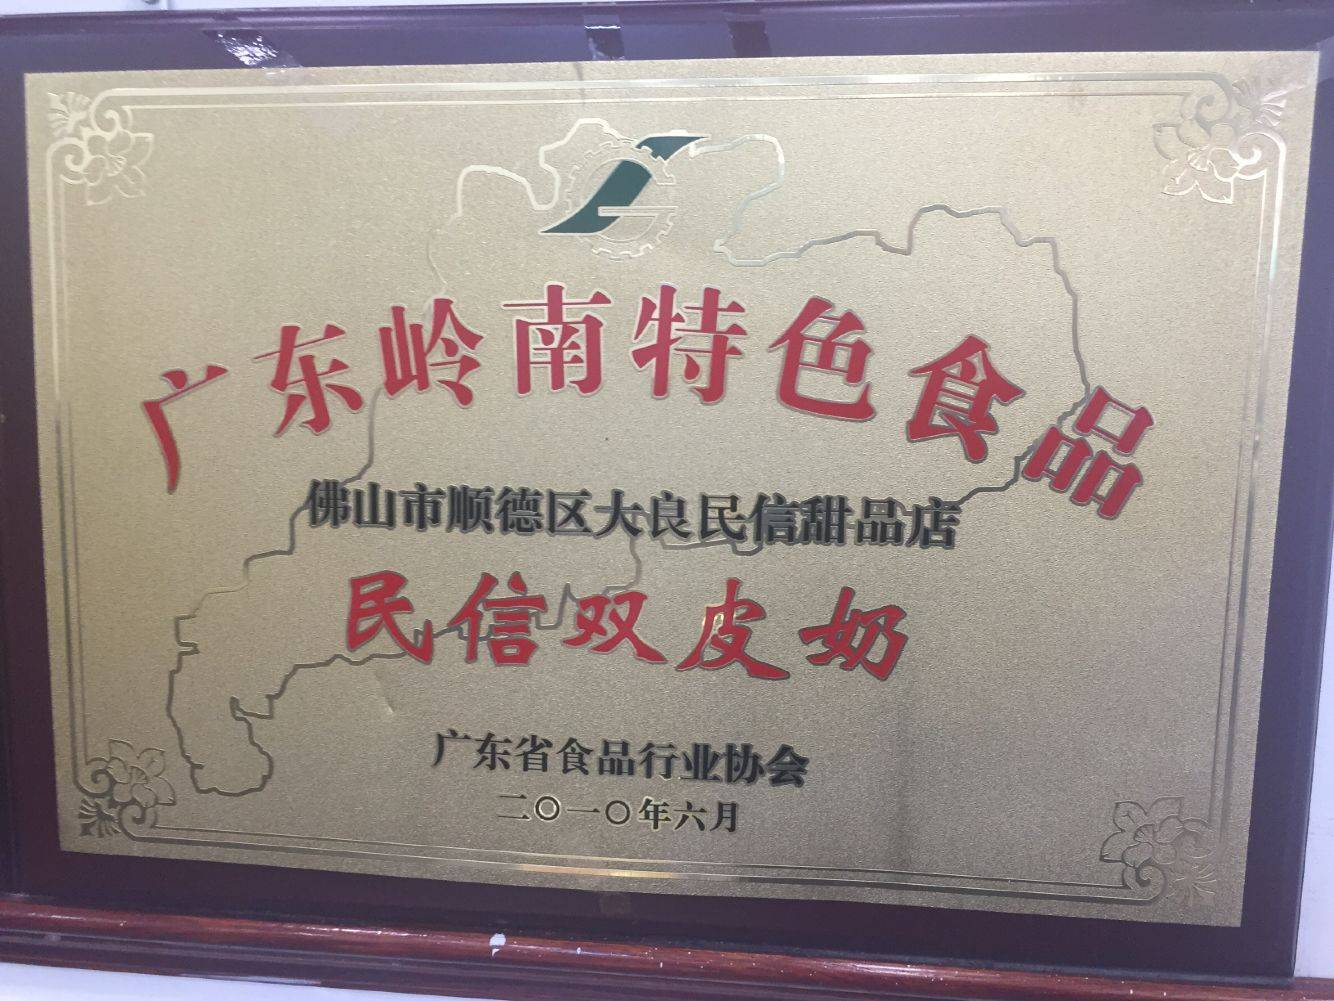 广东岭南特色食品
佛山市顺德区大良民信甜品店
民信双皮奶
广东省食品行业协会
二〇一〇年六月